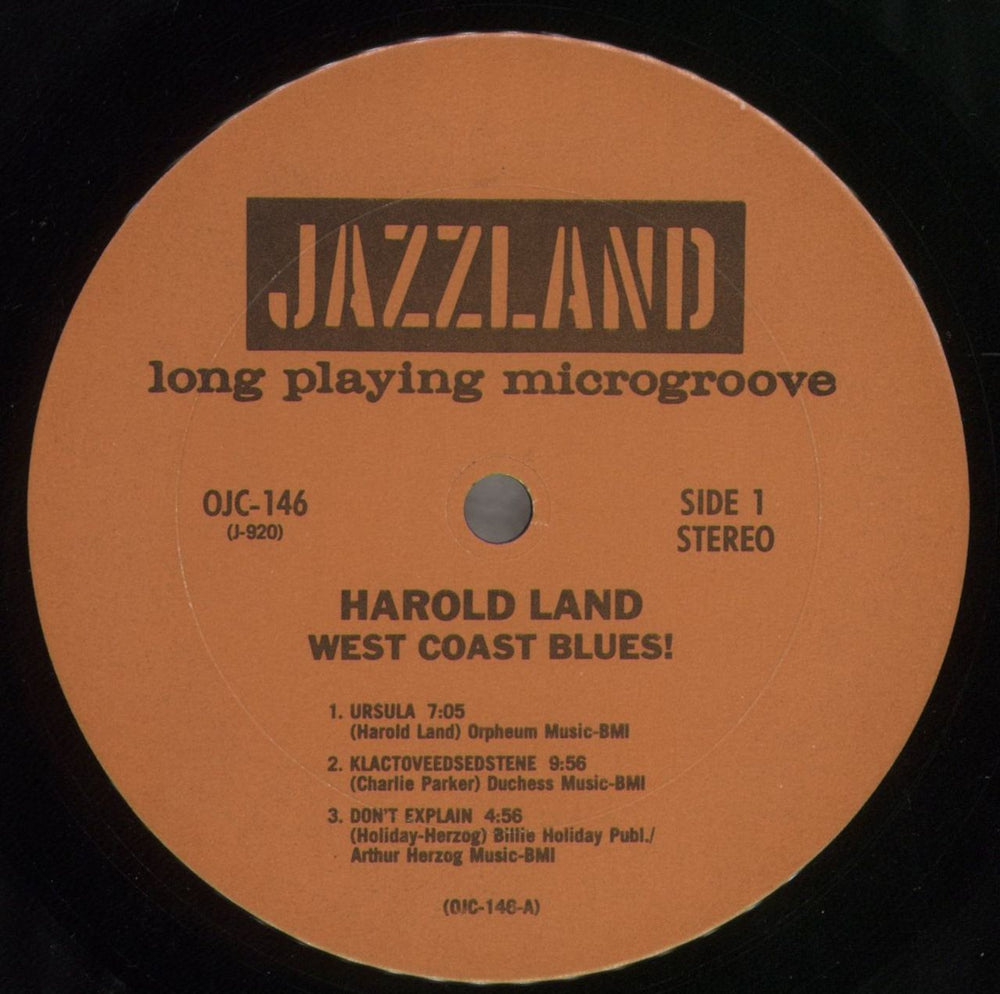 JAZZLAND
long playing microgroove
OJC-146
(J-920)
SIDE 1
STEREO
HAROLD LAND
WEST COAST BLUES!
1. URSULA 7:05
(Harold Land) Orpheum Music-BMI
2. KLACTOVEEDSEDSTENE 9:56
(Charlie Parker) Duchess Music-BMI
3. DON'T EXPLAIN 4:56
(Holiday-Herzog) Billie Holiday Publ./
Arthur Herzog Music-BMI
(OJC-146-A)